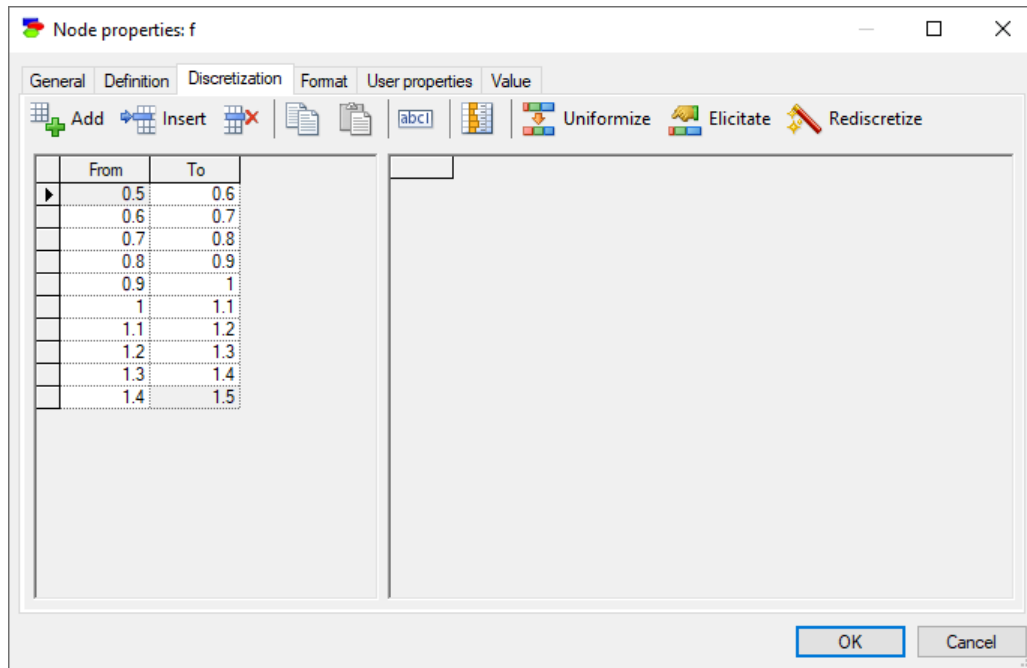 Node properties: f
General Definition Discretization Format User properties Value
Add Insert abc Uniformize Elicitate Rediscretize
From To
0.5 0.6
0.6 0.7
0.7 0.8
0.8 0.9
0.9 1
1 1.1
1.1 1.2
1.2 1.3
1.3 1.4
1.4 1.5
OK Cancel